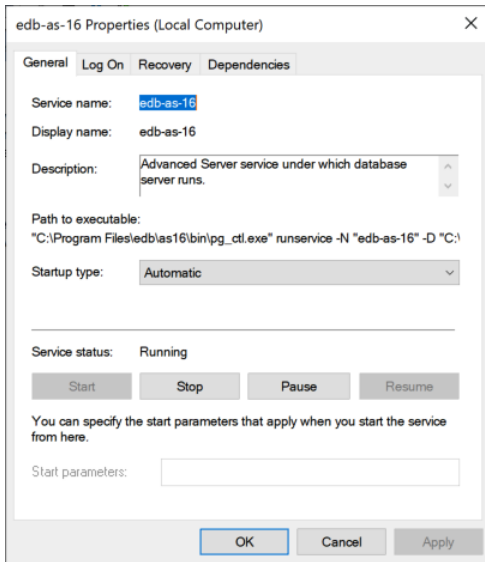 edb-as-16 Properties (Local Computer)
General Log On Recovery Dependencies
Service name: edb-as-16
Display name: edb-as-16
Description: Advanced Server service under which database
server runs.
Path to executable:
"C:\Program Files\edb\as16\bin\pg_ctl.exe" runservice -N "edb-as-16" -D "C:\
Startup type: Automatic
Service status: Running
Start Stop Pause Resume
You can specify the start parameters that apply when you start the service
from here.
Start parameters:
OK Cancel Apply